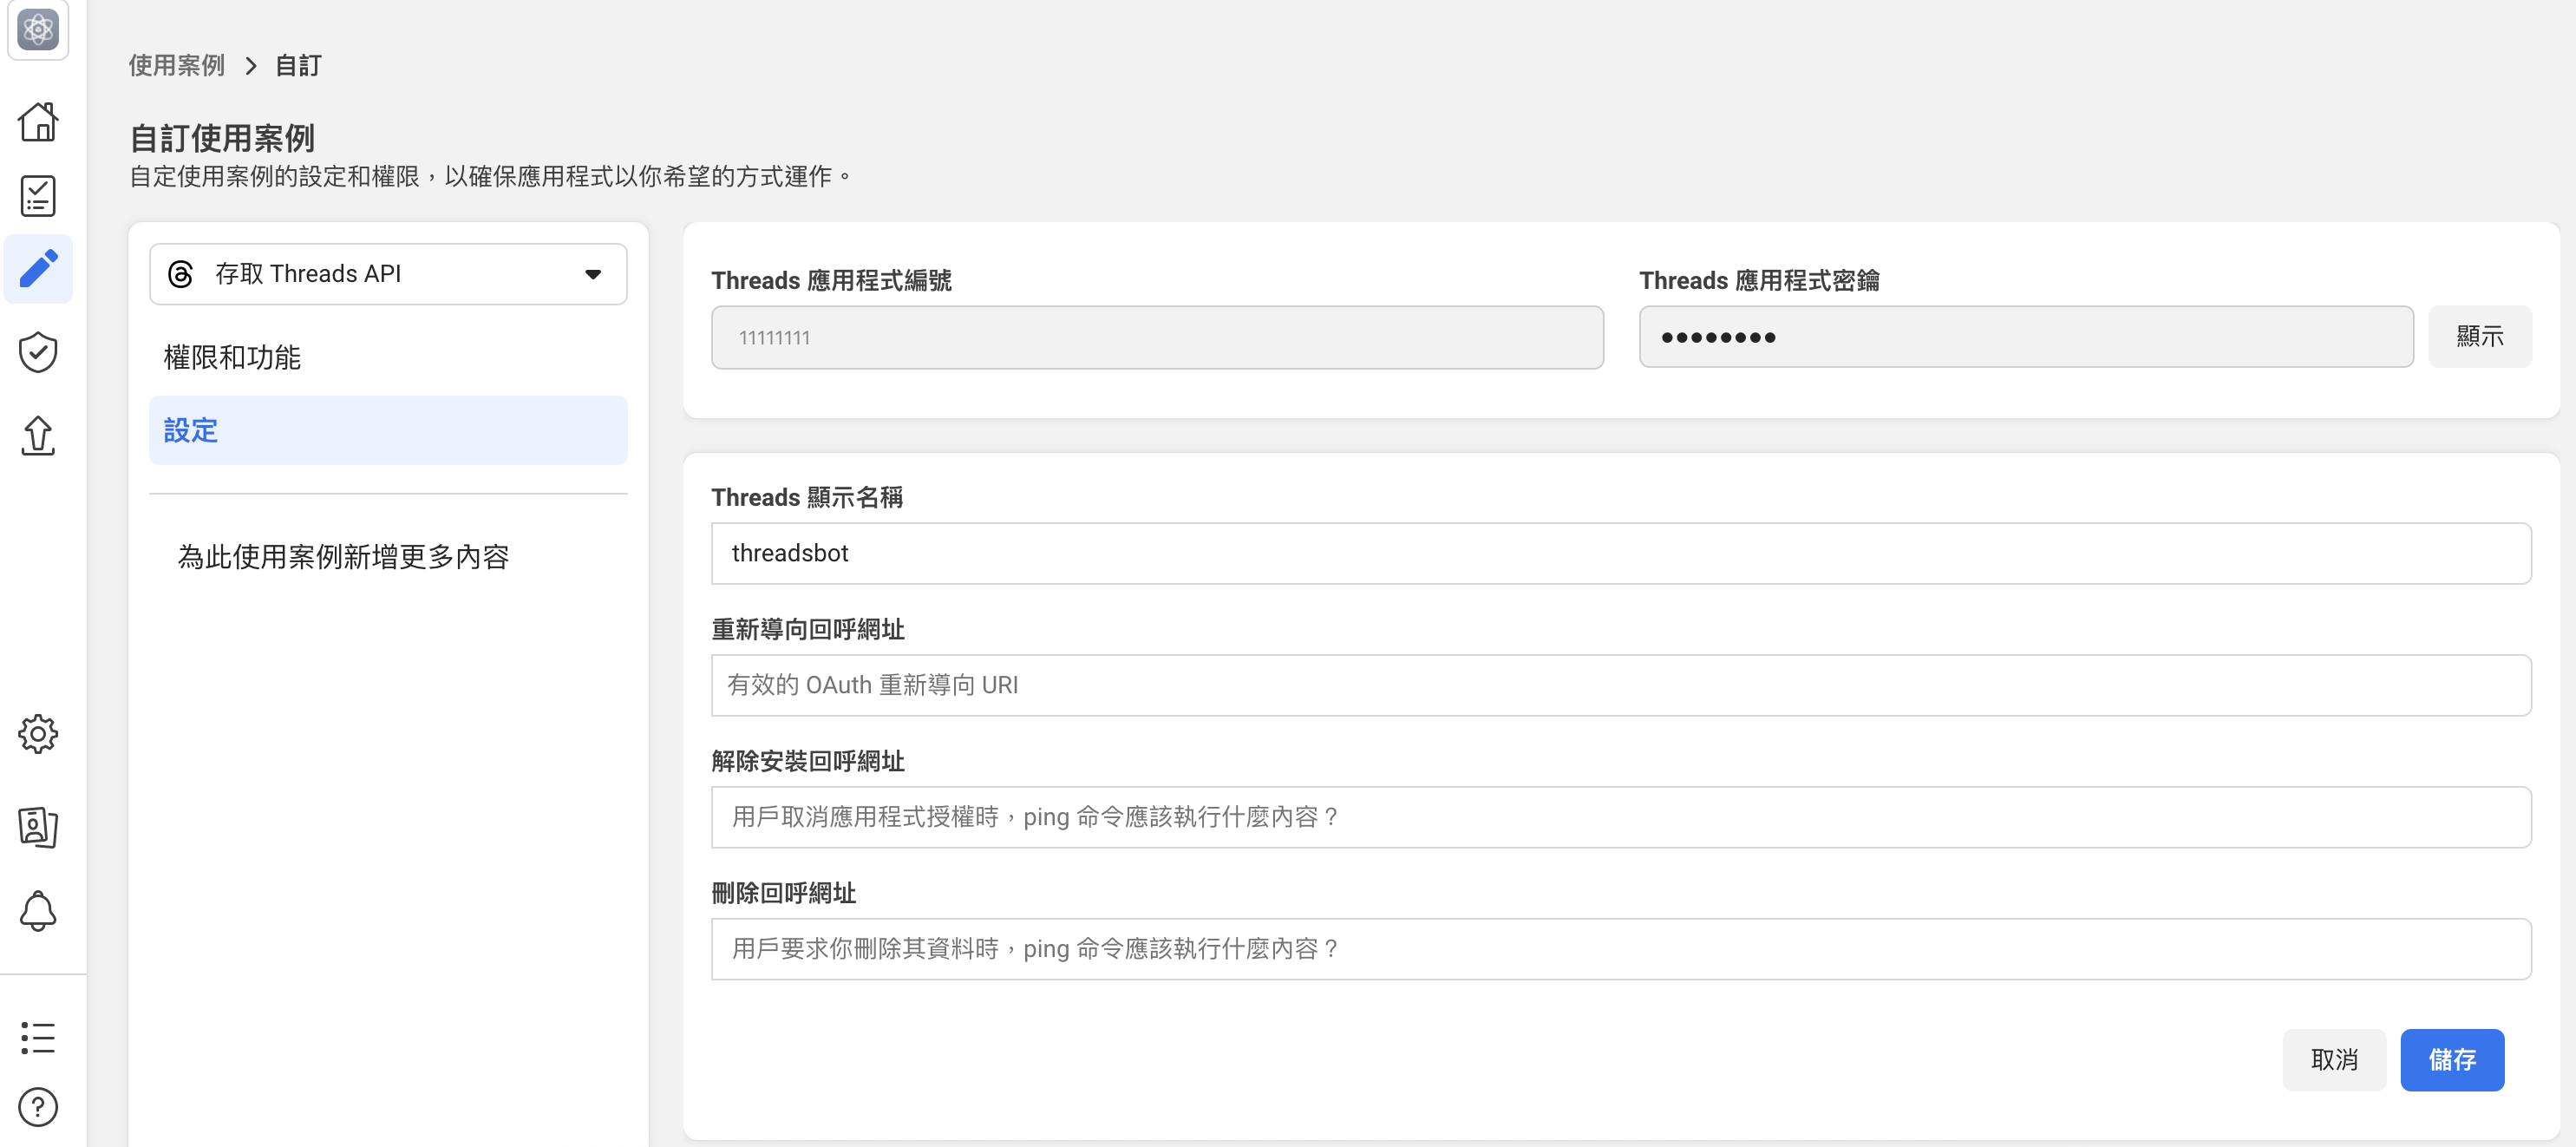 使用案例 > 自訂
自訂使用案例
自定使用案例的設定和權限，以確保應用程式以你希望的方式運作。
存取 Threads API
權限和功能
設定
為此使用案例新增更多內容
Threads 應用程式編號
11111111
Threads 應用程式密鑰
●●●●●●●●
顯示
Threads 顯示名稱
threadsbot
重新導向回呼網址
有效的 OAuth 重新導向 URI
解除安裝回呼網址
用戶取消應用程式授權時，ping 命令應該執行什麼內容？
刪除回呼網址
用戶要求你刪除其資料時，ping 命令應該執行什麼內容？
取消
儲存